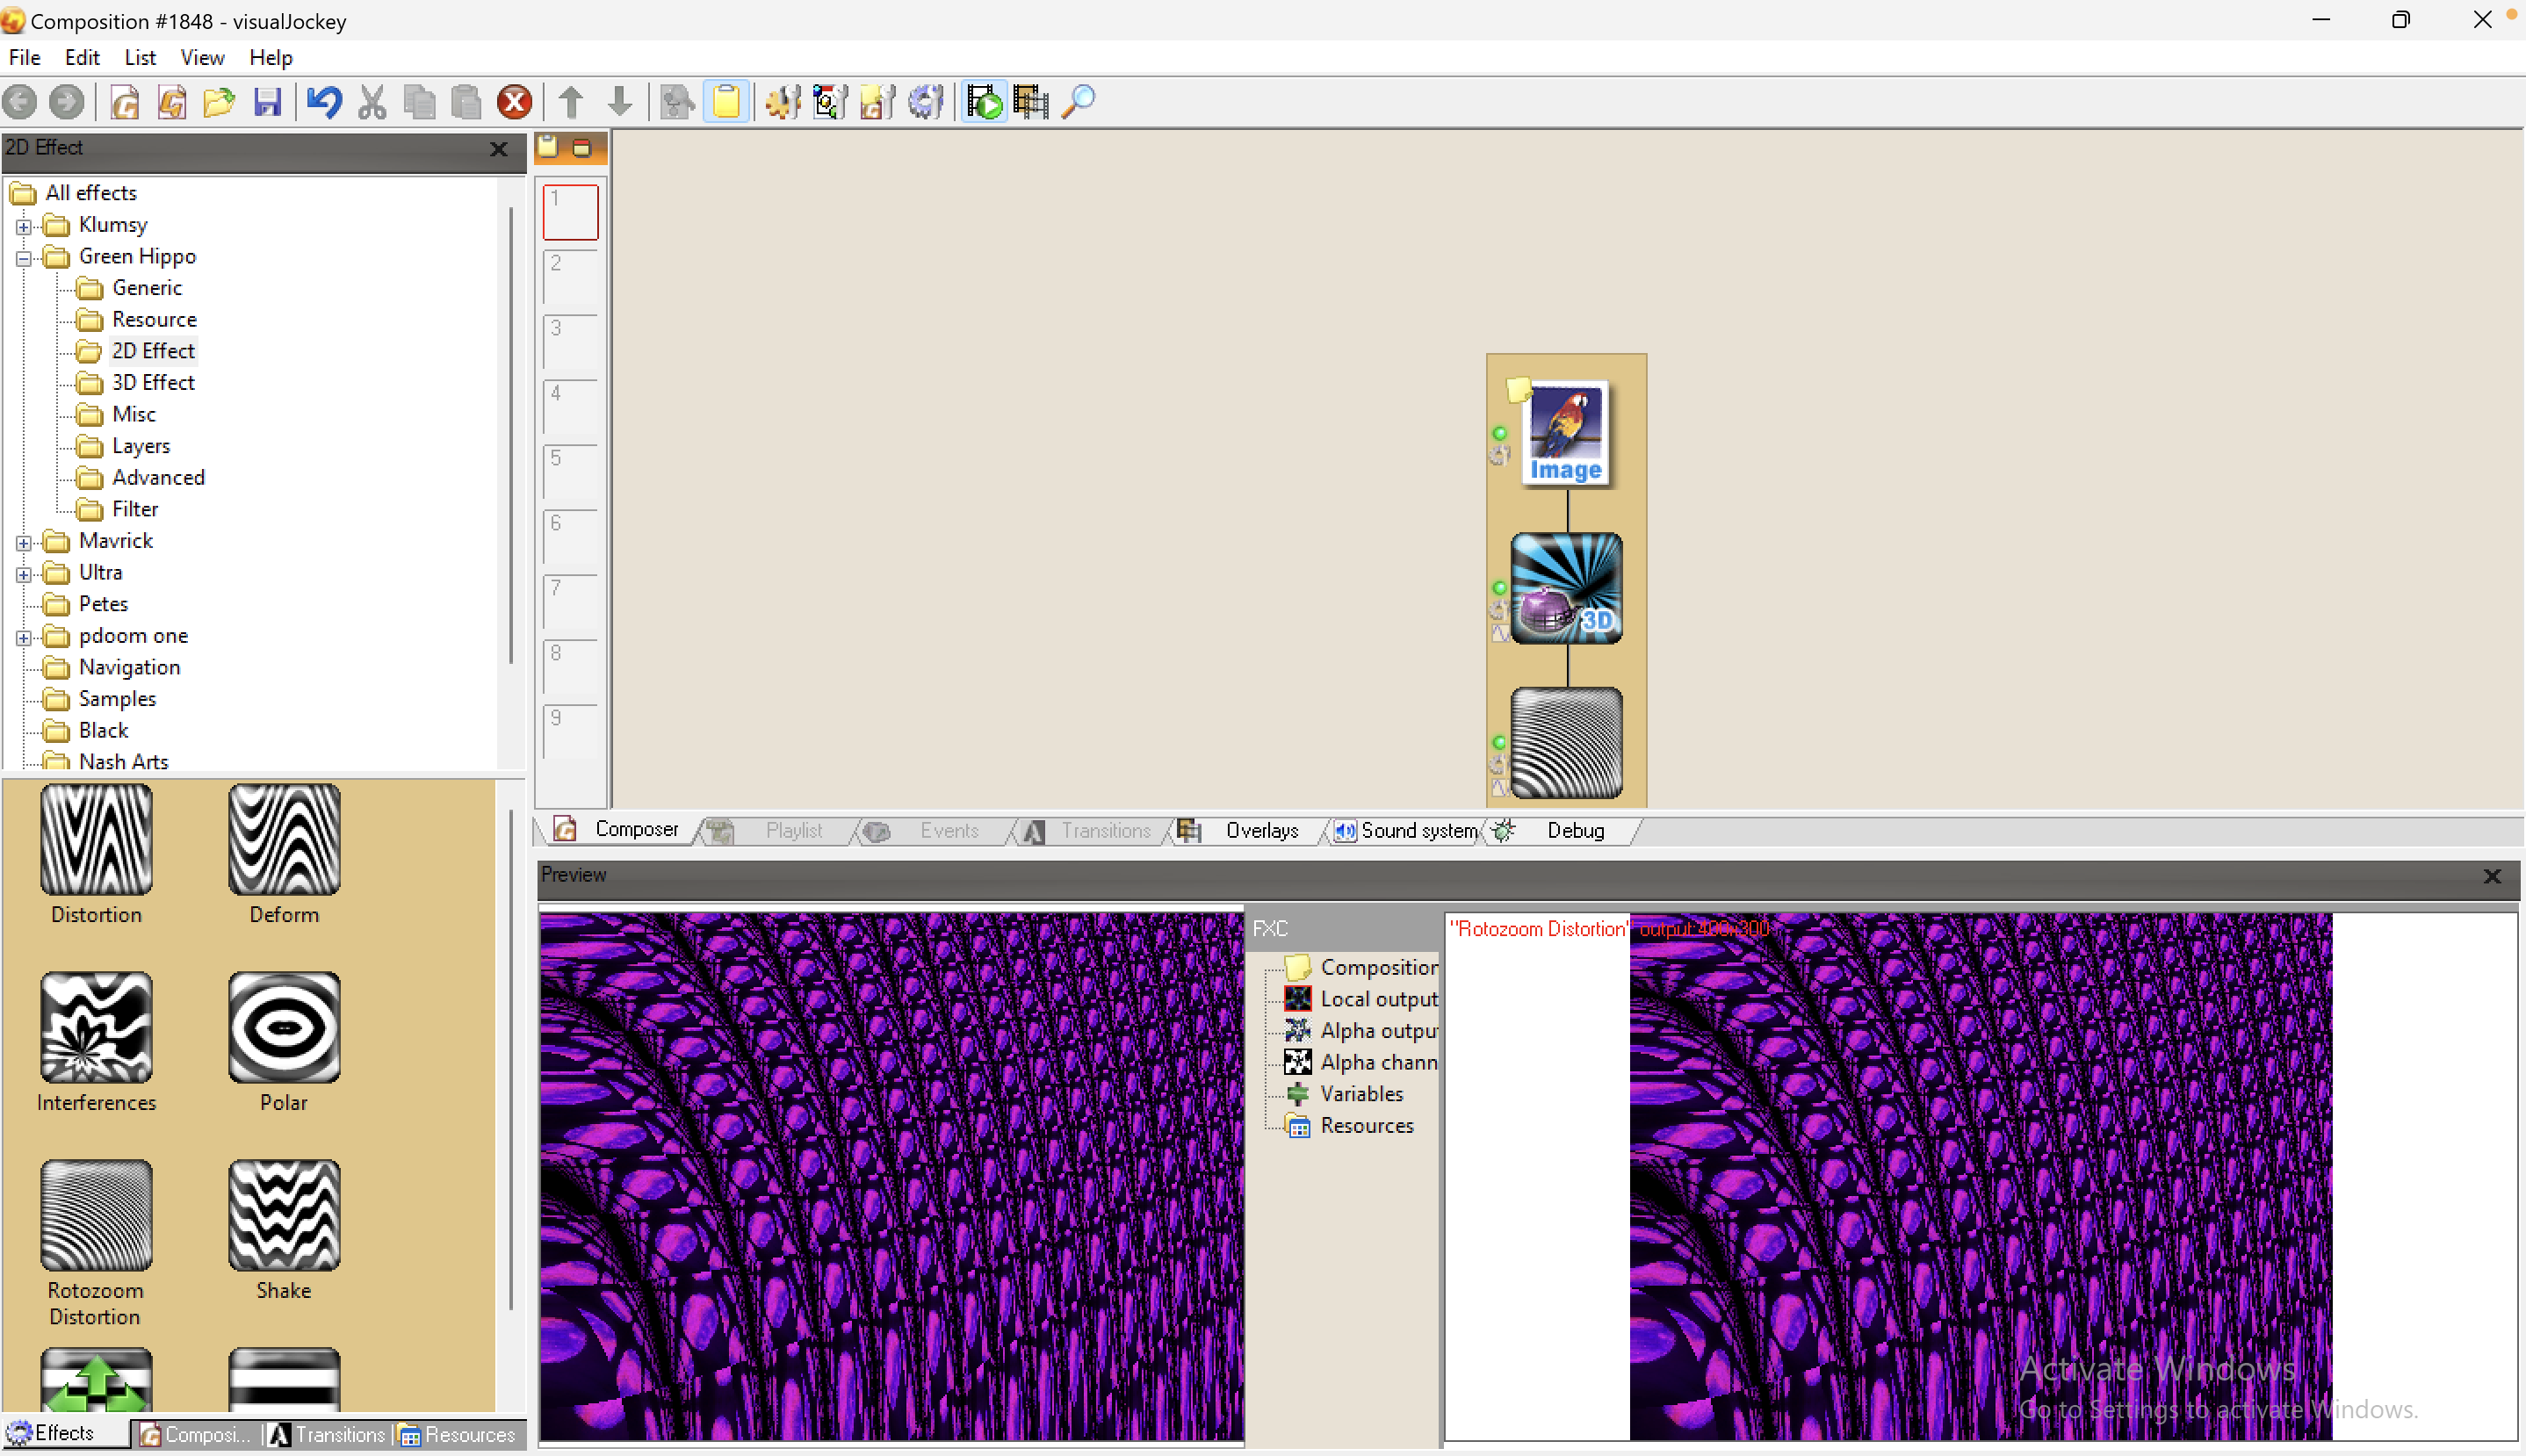 Composition #1848 - visualJockey
File Edit List View Help
2D Effect
All effects
Klumsy
Green Hippo
Generic
Resource
2D Effect
3D Effect
Misc
Layers
Advanced
Filter
Mavrick
Ultra
Petes
pdoom one
Navigation
Samples
Black
Nash Arts
Distortion Deform
Interferences Polar
Rotozoom Shake
Distortion
Effects Composi... Transitions Resources
1
2
3
4
5
6
7
8
9
Image
3D
Composer Playlist Events Transitions Overlays Sound system Debug
Preview
FXC
Composition
Local output
Alpha outpu
Alpha chann
Variables
Resources
"Rotozoom Distortion" output 400x300
Activate Windows
Go to Settings to activate Windows.